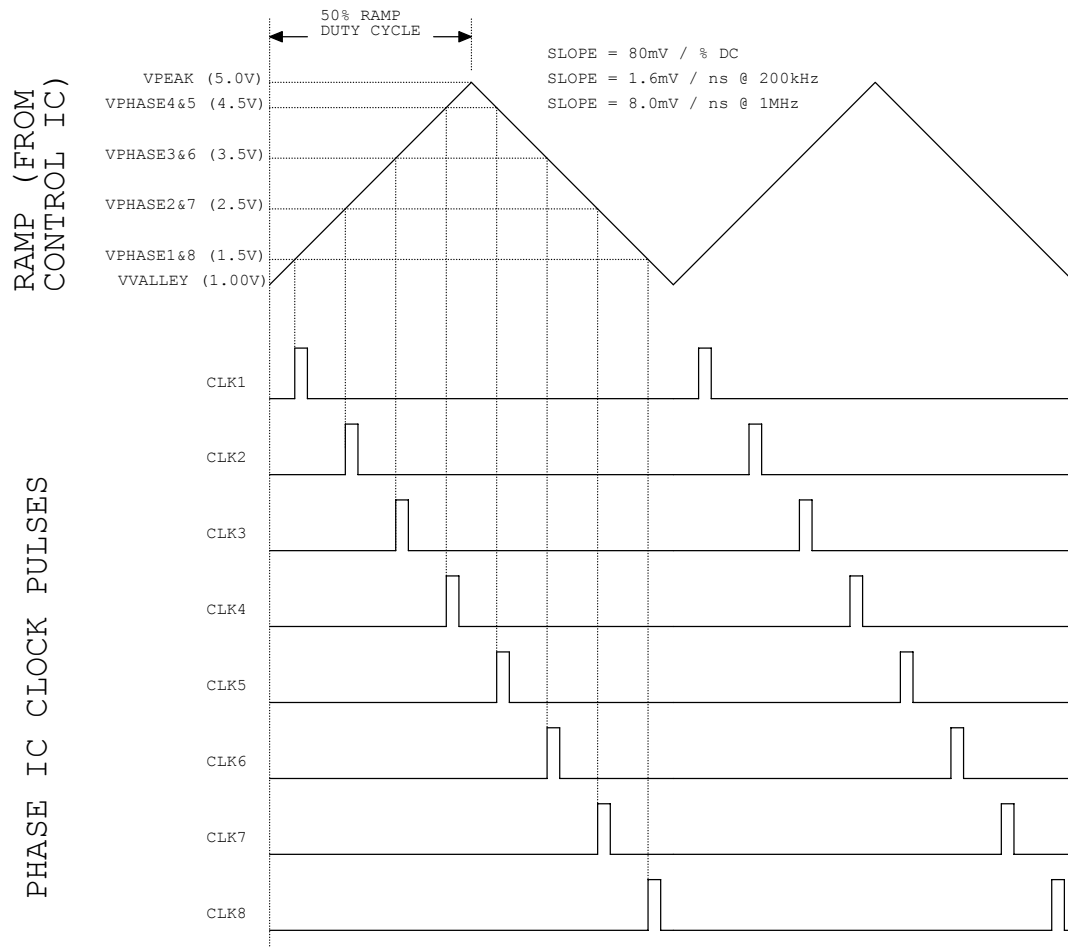 50% RAMP
DUTY CYCLE
SLOPE = 80mV / % DC
SLOPE = 1.6mV / ns @ 200kHz
SLOPE = 8.0mV / ns @ 1MHz
RAMP (FROM
CONTROL IC)
VPEAK (5.0V)
VPHASE4&5 (4.5V)
VPHASE3&6 (3.5V)
VPHASE2&7 (2.5V)
VPHASE1&8 (1.5V)
VVALLEY (1.00V)
PHASE IC CLOCK PULSES
CLK1
CLK2
CLK3
CLK4
CLK5
CLK6
CLK7
CLK8